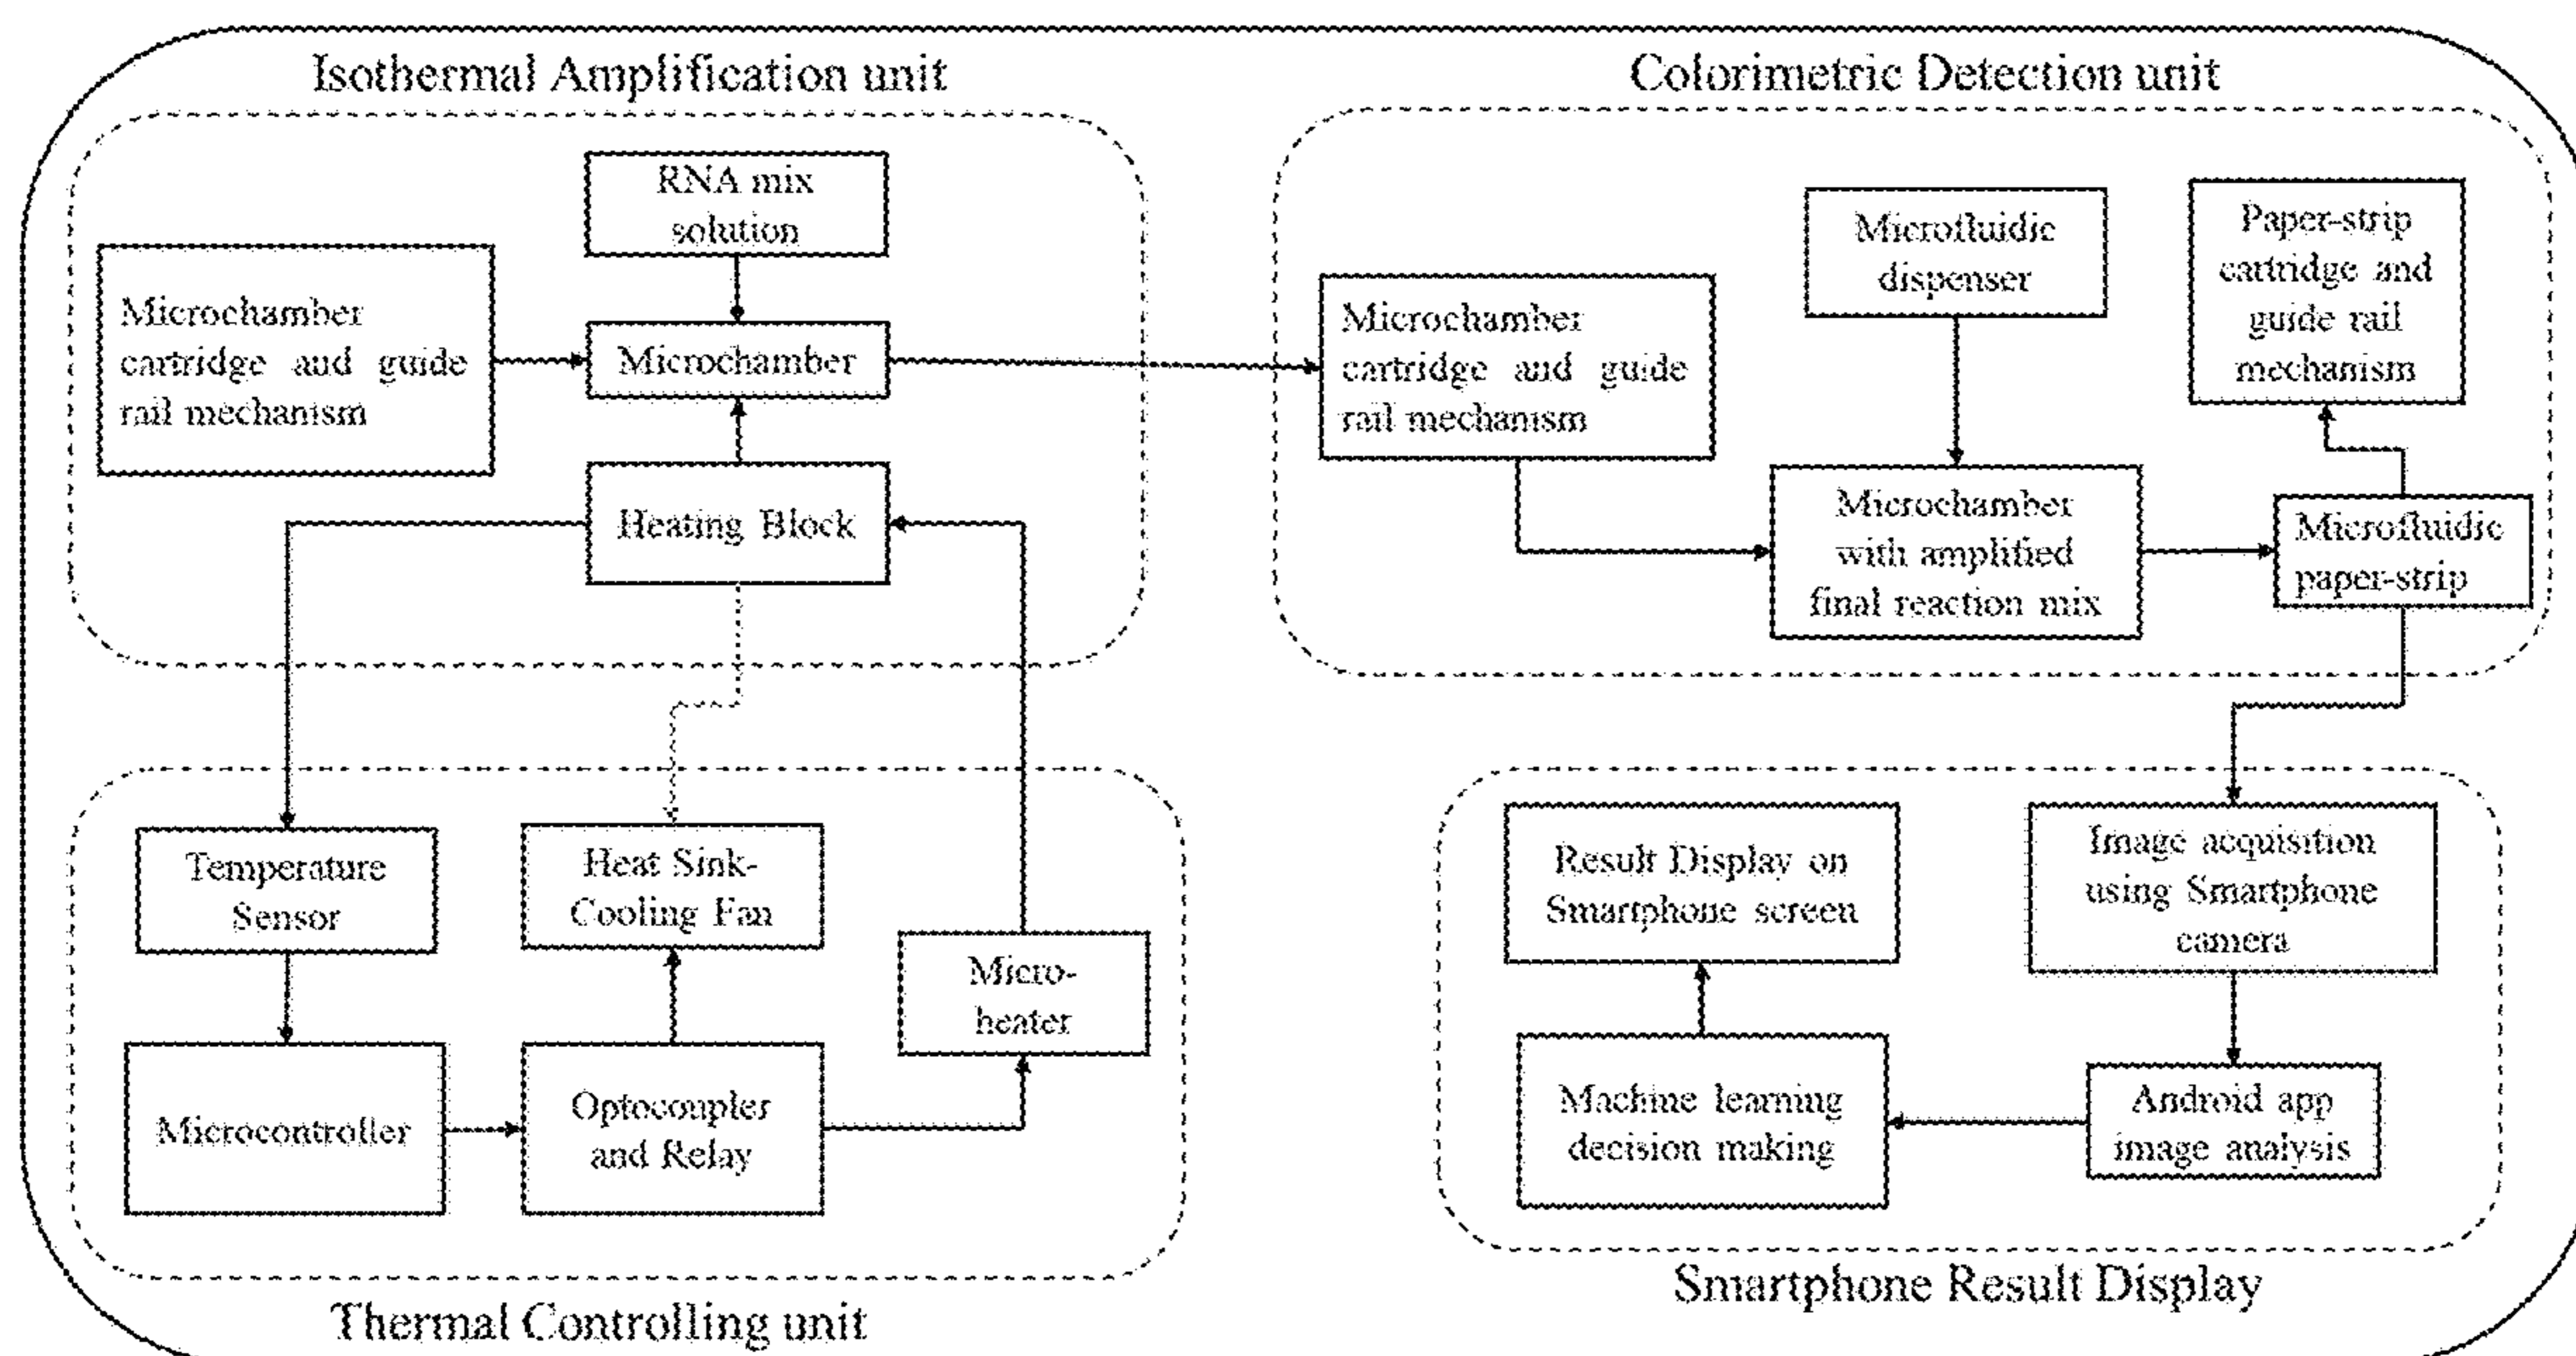 Isothermal Amplification unit
RNA mix
solution
Microchamber
cartridge and guide
rail mechanism
Microchamber
Heating Block
Colorimetric Detection unit
Microchamber
cartridge and guide
rail mechanism
Microfluidic
dispenser
Paper-strip
cartridge and
guide rail
mechanism
Microchamber
with amplified
final reaction mix
Microfluidic
paper-strip
Temperature
Sensor
Heat Sink-
Cooling Fan
Micro-
heater
Microcontroller
Optocoupler
and Relay
Thermal Controlling unit
Result Display on
Smartphone screen
Image acquisition
using Smartphone
camera
Machine learning
decision making
Android app
image analysis
Smartphone Result Display